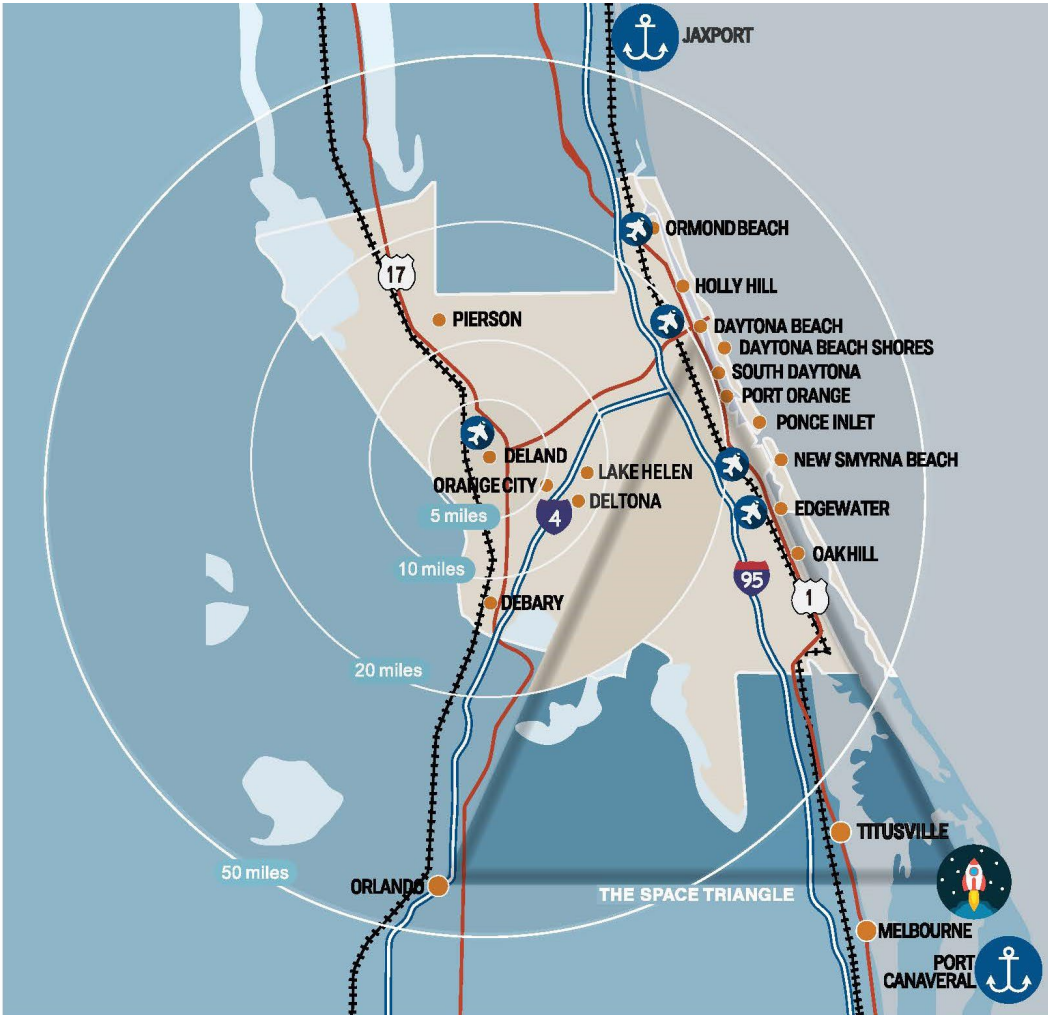 JAXPORT
ORMOND BEACH
17
HOLLY HILL
PIERSON
DAYTONA BEACH
DAYTONA BEACH SHORES
SOUTH DAYTONA
PORT ORANGE
PONCE INLET
DELAND
NEW SMYRNA BEACH
LAKE HELEN
ORANGE CITY
DELTONA
EDGEWATER
5 miles
4
OAK HILL
10 miles
95
1
DEBARY
20 miles
TITUSVILLE
50 miles
ORLANDO
THE SPACE TRIANGLE
MELBOURNE
PORT
CANAVERAL